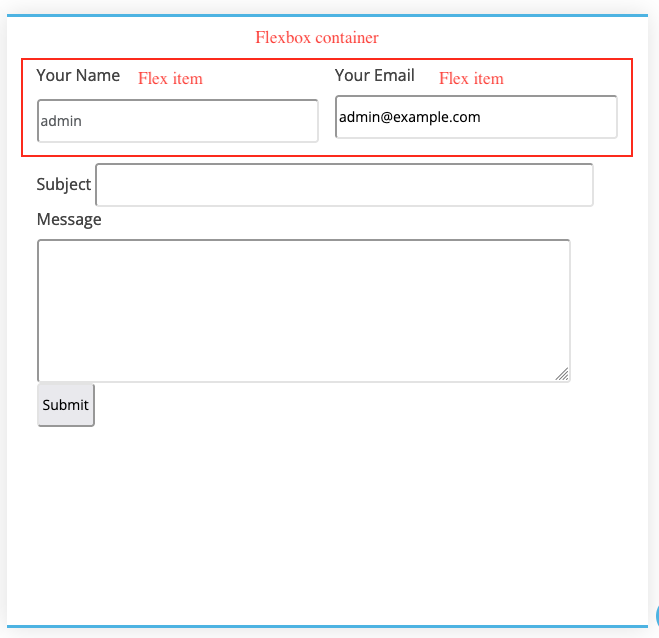 Flexbox container
Your Name Flex item Your Email Flex item
admin admin@example.com
Subject
Message
Submit